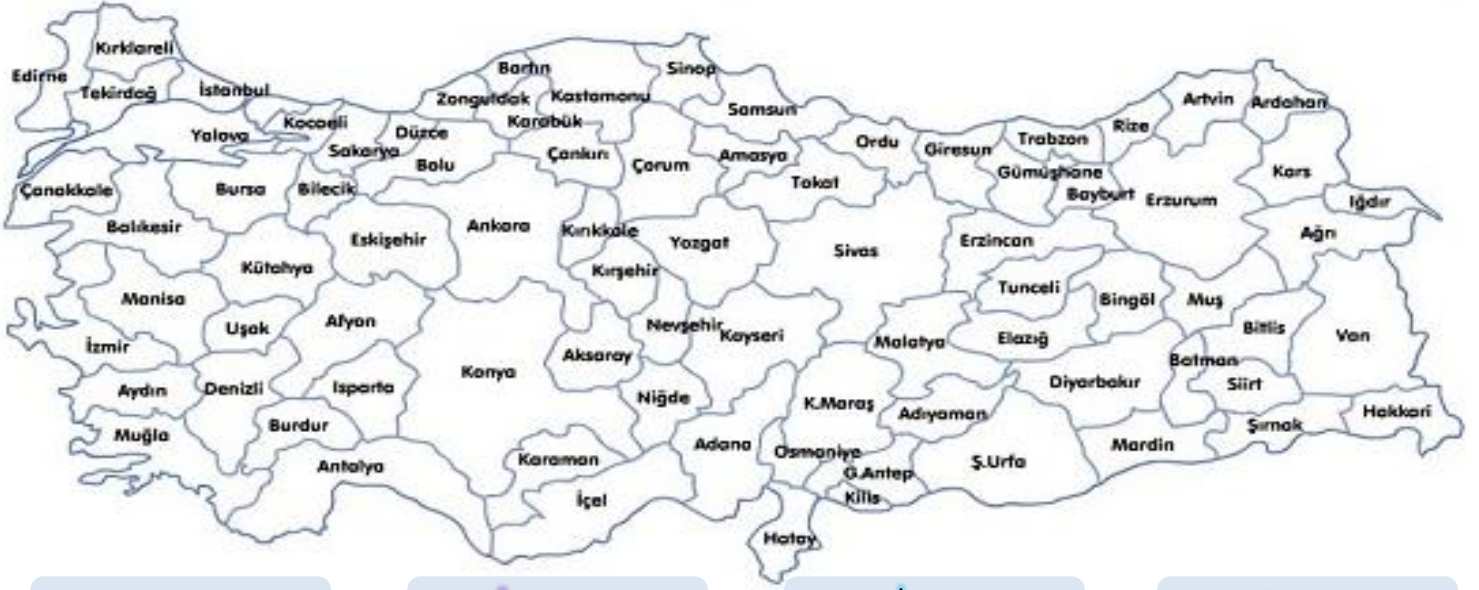 Kırklareli
Edirne
Tekirdağ
İstanbul
Yalova
Kocaeli
Sakarya
Düzce
Bolu
Zonguldak
Bartın
Karabük
Kastamonu
Sinop
Samsun
Çankırı
Çorum
Amasya
Tokat
Ordu
Giresun
Trabzon
Rize
Artvin
Ardahan
Gümüşhane
Bayburt
Erzurum
Kars
Iğdır
Ağrı
Çanakkale
Balıkesir
Bursa
Bilecik
Eskişehir
Ankara
Kırıkkale
Kırşehir
Yozgat
Sivas
Erzincan
Tunceli
Bingöl
Muş
Bitlis
Van
Kütahya
Manisa
Uşak
Afyon
İzmir
Aydın
Denizli
Isparta
Burdur
Muğla
Antalya
Konya
Aksaray
Nevşehir
Kayseri
Niğde
Malatya
Elazığ
Diyarbakır
Batman
Siirt
Şırnak
Hakkari
Mardin
Ş.Urfa
Adıyaman
K.Maraş
Osmaniye
G.Antep
Kilis
Adana
Karaman
İçel
Hatay